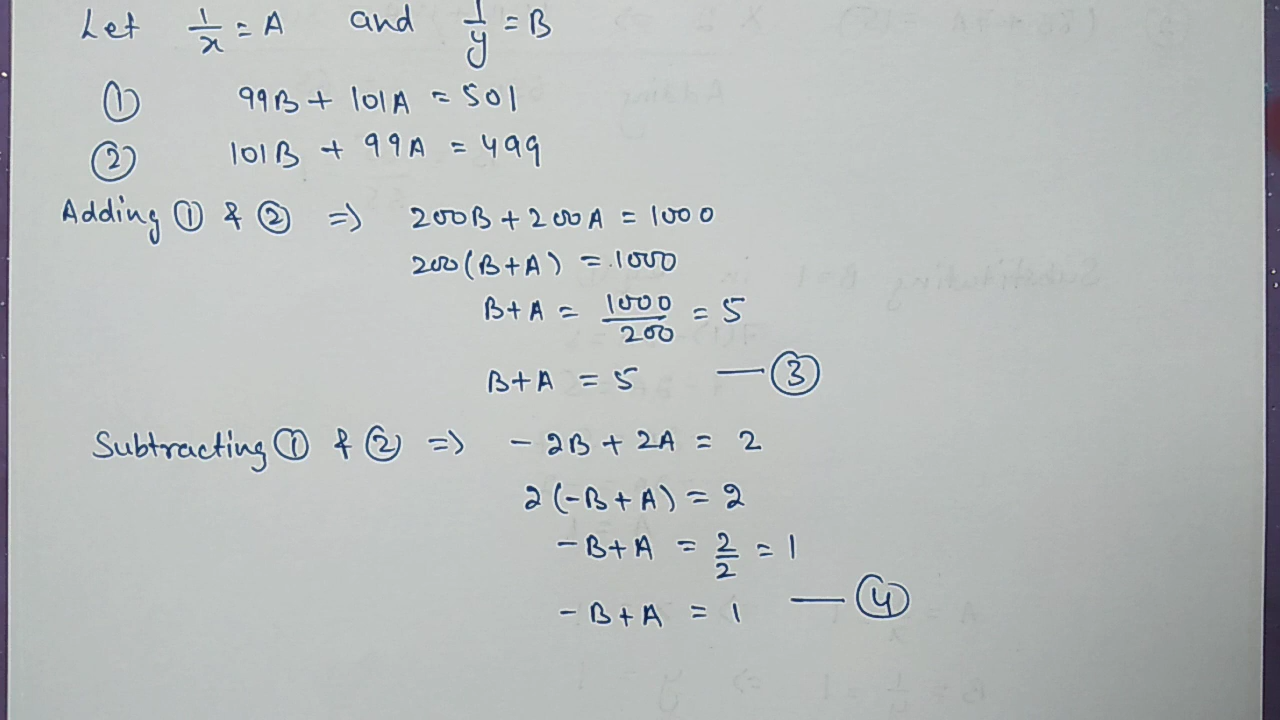 Let 1/x = A and 1/y = B
① 99B + 101A = 501
② 101B + 99A = 499
Adding ① & ② => 200B + 200A = 1000
200(B+A) = 1000
B+A = 1000/200 = 5
B+A = 5 — ③
Subtracting ① & ② => - 2B + 2A = 2
2(-B+A) = 2
-B+A = 2/2 = 1
-B+A = 1 — ④